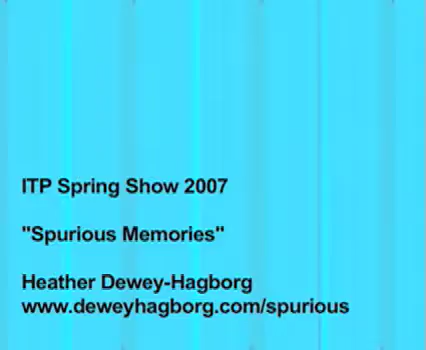 ITP Spring Show 2007
"Spurious Memories"
Heather Dewey-Hagborg
www.deweyhagborg.com/spurious